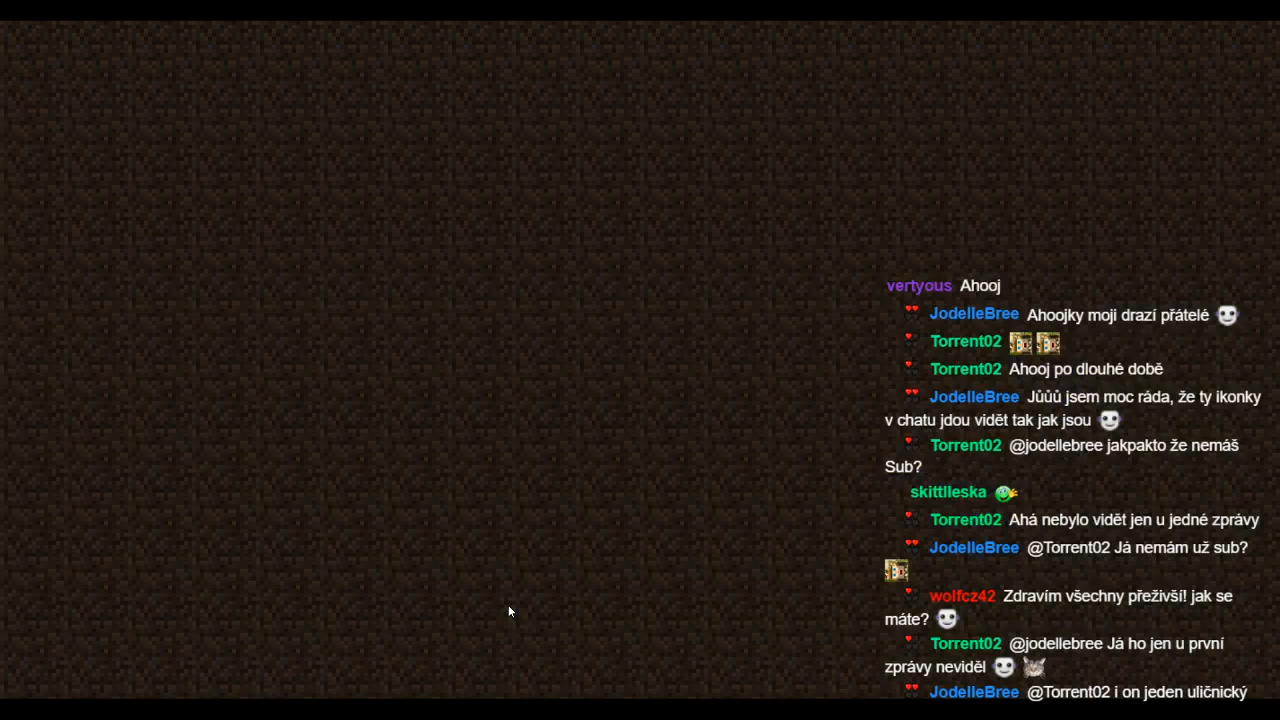 vertyous Ahooj
JodelleBree Ahoojky moji drazí přátelé
Torrent02
Torrent02 Ahooj po dlouhé době
JodelleBree Jůůů jsem moc ráda, že ty ikonky
v chatu jdou vidět tak jak jsou
Torrent02 @jodellebree jakpakto že nemáš
Sub?
skittlleska
Torrent02 Ahá nebylo vidět jen u jedné zprávy
JodelleBree @Torrent02 Já nemám už sub?
wolfcz42 Zdravím všechny přeživší! jak se
máte?
Torrent02 @jodellebree Já ho jen u první
zprávy neviděl
JodelleBree @Torrent02 i on jeden uličnický